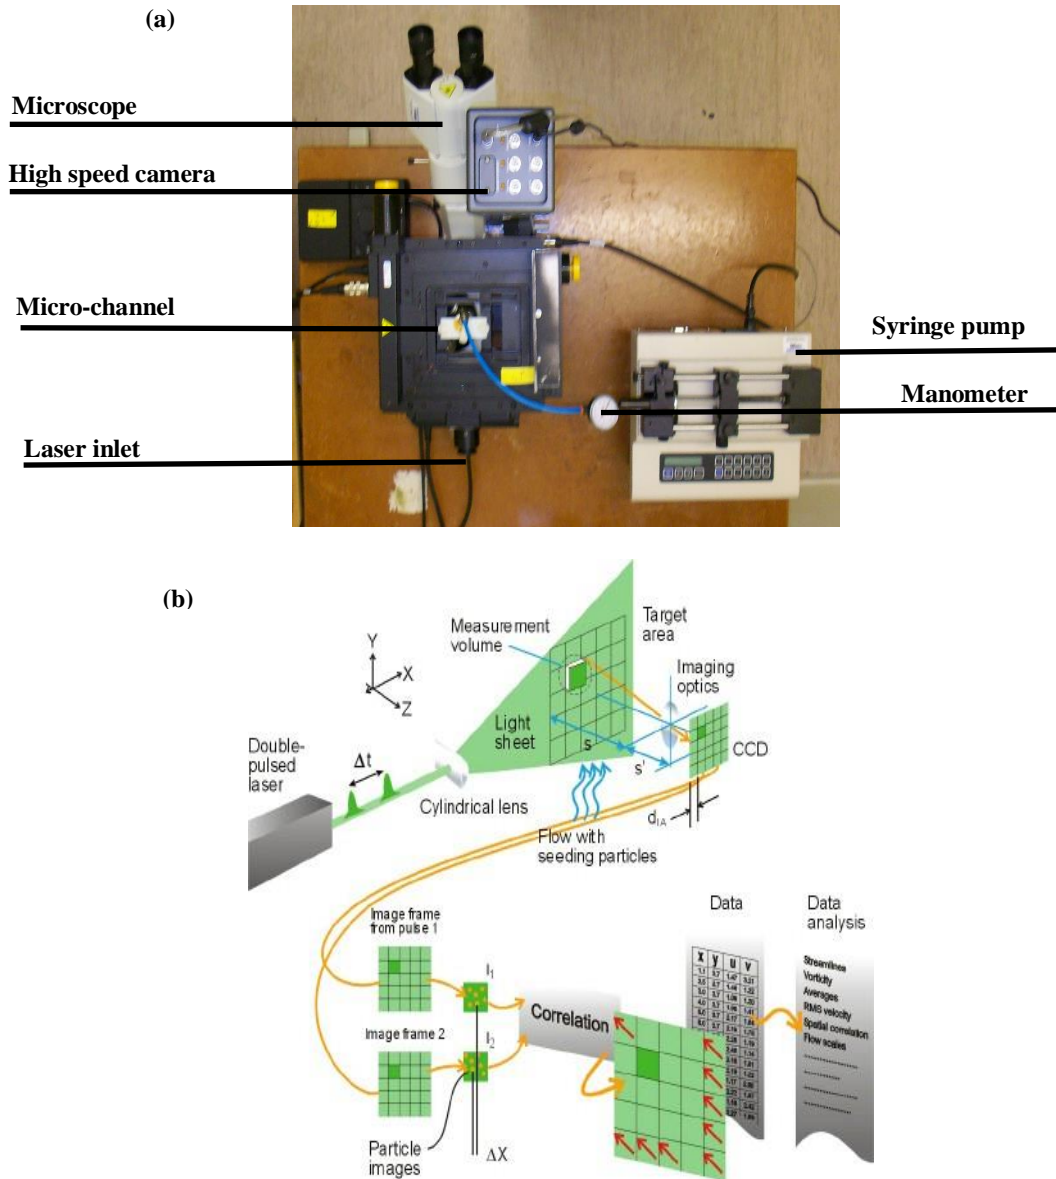 (a)
Microscope
High speed camera
Micro-channel
Syringe pump
Manometer
Laser inlet
(b)
Measurement
volume
Target
area
Imaging
optics
Y
X
Z
Light
sheet
s
s'
CCD
Double-
pulsed
laser
Δt
Cylindrical lens
d_IA
Flow with
seeding particles
Data
Data
analysis
Image frame
from pulse 1
I₁
x y u v
Streamlines
Vorticity
Averages
RMS velocity
Spatial correlation
Flow scales
Correlation
Image frame 2
I₂
Particle
images
ΔX